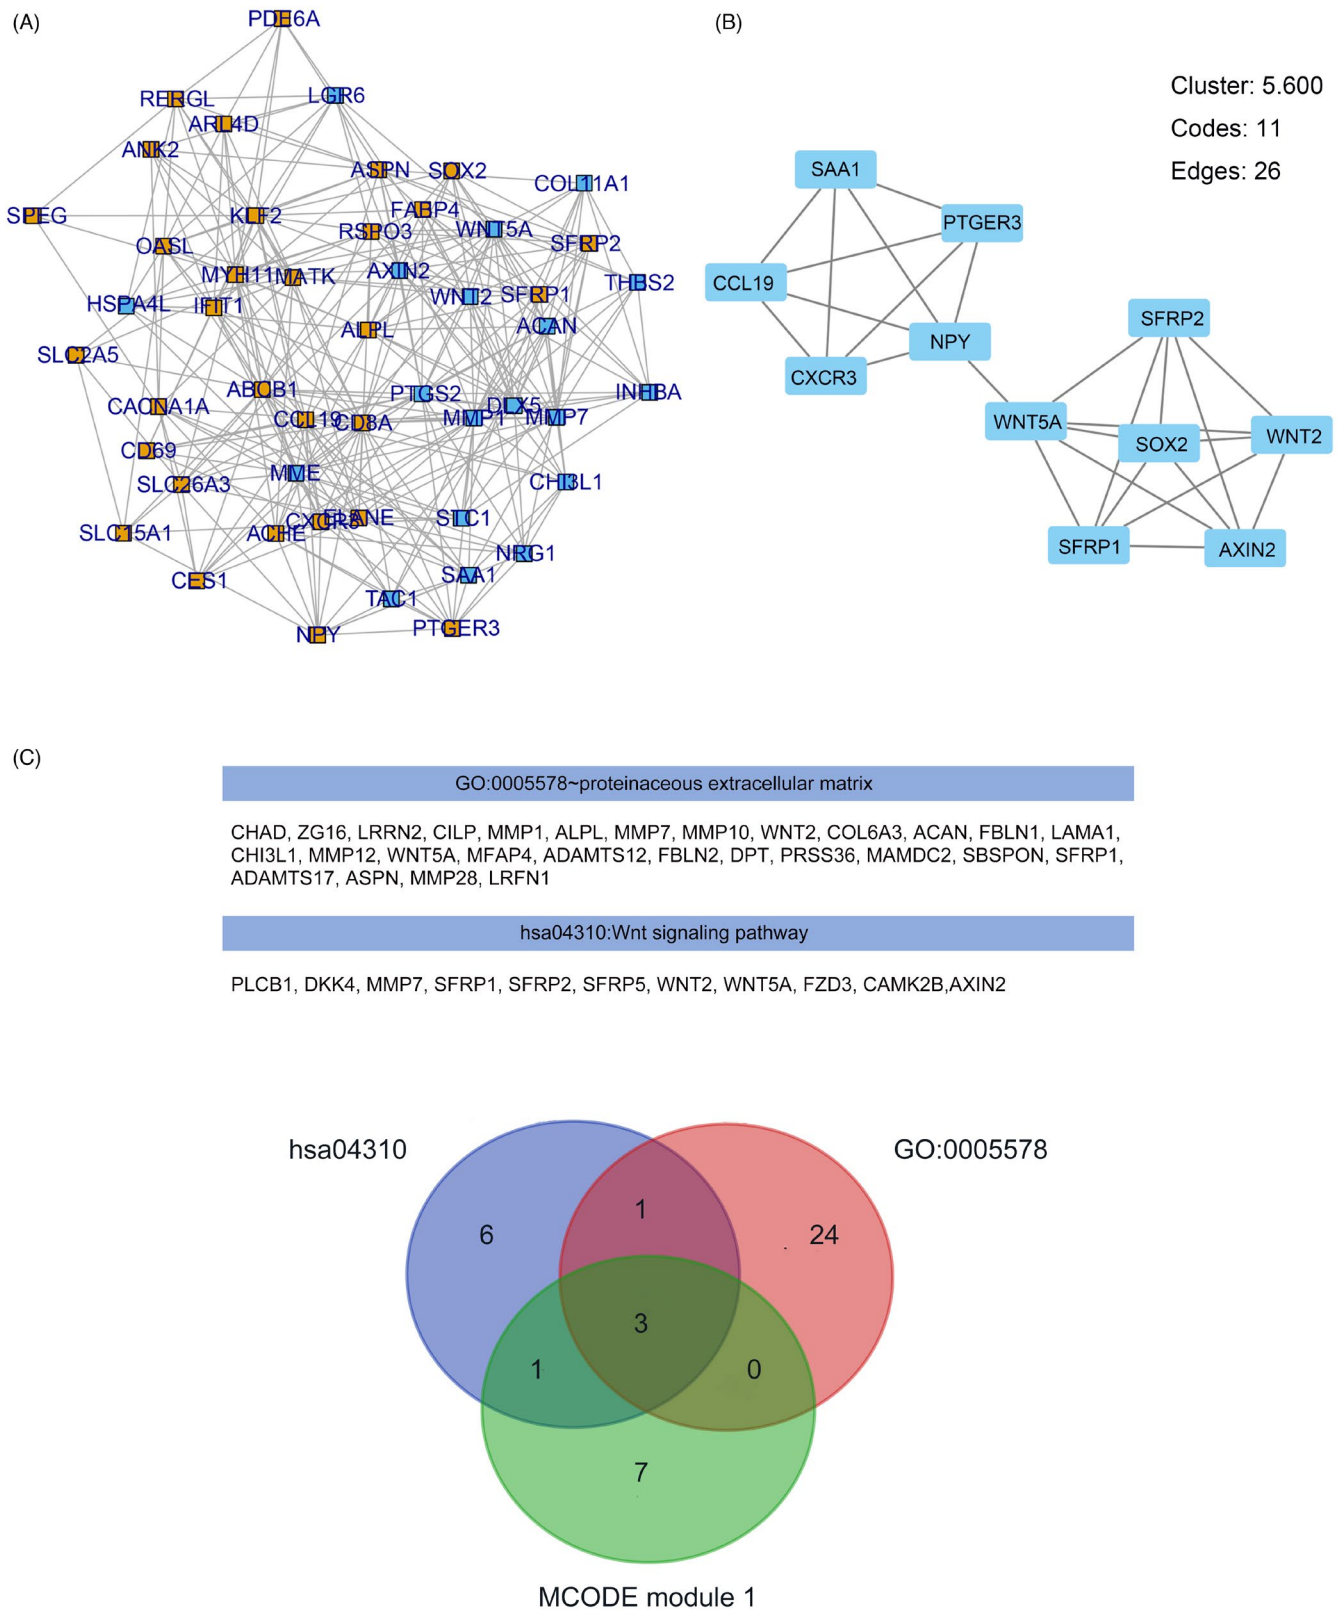 (A)
PDE6A
RERGL
LGR6
ARL4D
ANK2
ASPN
SOX2
COL11A1
SPEG
KLF2
FABP4
RSPO3
WNT5A
OASL
SFRP2
MYH11
MATK
AXIN2
THBS2
HSPA4L
IFIT1
WNT2
SFRP1
ALPL
ACAN
SLC2A5
ABCB1
PTGS2
INHBA
CACNA1A
CCL19
CD8A
MMP1
DLX5
MMP7
CD69
MME
SLC26A3
CHI3L1
SLC15A1
ACHE
CXCR3
ELANE
STC1
NRG1
CES1
SAA1
TAC1
NPY
PTGER3
(B)
Cluster: 5.600
Codes: 11
Edges: 26
SAA1
PTGER3
CCL19
NPY
CXCR3
SFRP2
WNT5A
SOX2
WNT2
SFRP1
AXIN2
(C)
GO:0005578~proteinaceous extracellular matrix
CHAD, ZG16, LRRN2, CILP, MMP1, ALPL, MMP7, MMP10, WNT2, COL6A3, ACAN, FBLN1, LAMA1,
CHI3L1, MMP12, WNT5A, MFAP4, ADAMTS12, FBLN2, DPT, PRSS36, MAMDC2, SBSPON, SFRP1,
ADAMTS17, ASPN, MMP28, LRFN1
hsa04310:Wnt signaling pathway
PLCB1, DKK4, MMP7, SFRP1, SFRP2, SFRP5, WNT2, WNT5A, FZD3, CAMK2B,AXIN2
hsa04310
GO:0005578
1
6
24
3
1
0
7
MCODE module 1